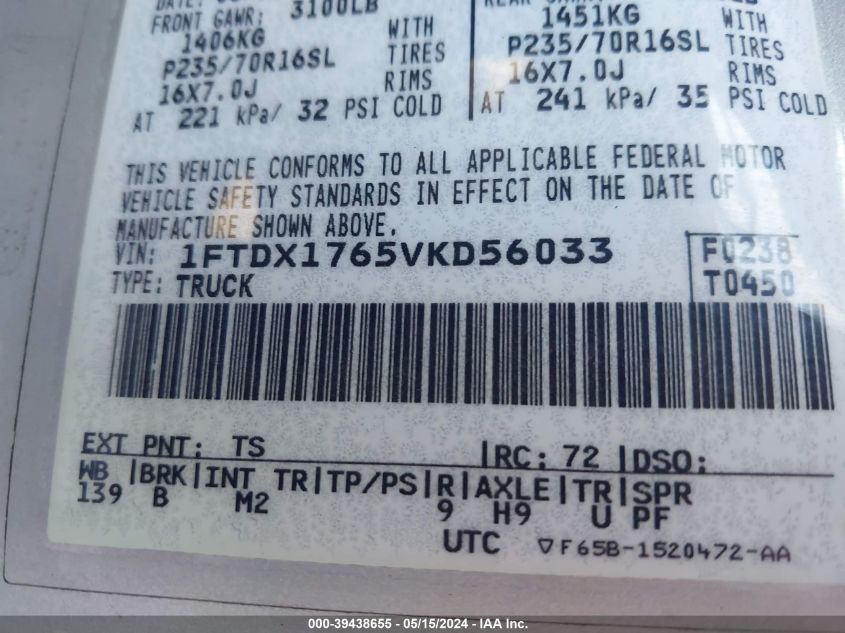 FRONT GAWR: 3100LB
1406KG WITH
P235/70R16SL TIRES
16X7.0J RIMS
AT 221 kPa/ 32 PSI COLD
1451KG WITH
P235/70R16SL TIRES
16X7.0J RIMS
AT 241 kPa/ 35 PSI COLD
THIS VEHICLE CONFORMS TO ALL APPLICABLE FEDERAL MOTOR
VEHICLE SAFETY STANDARDS IN EFFECT ON THE DATE OF
MANUFACTURE SHOWN ABOVE.
VIN: 1FTDX1765VKD56033 F0238
TYPE: TRUCK T0450
EXT PNT: TS |RC: 72 |DSO:
WB |BRK|INT TR|TP/PS|R|AXLE|TR|SPR
139 B M2 9 H9 U PF
UTC ▽F65B-1520472-AA
000-39438655 - 05/15/2024 - IAA Inc.